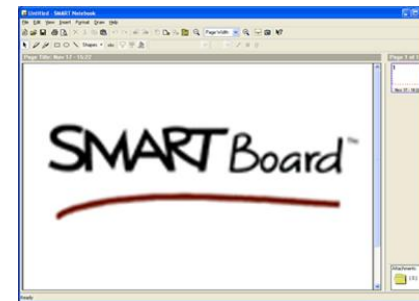 Untitled - SMART Notebook
File Edit View Insert Format Draw Help
Page Width
Shapes abc
Page Title: Nov 17 - 15:22
Page 1 of
SMART Board™
Attachments
Ready